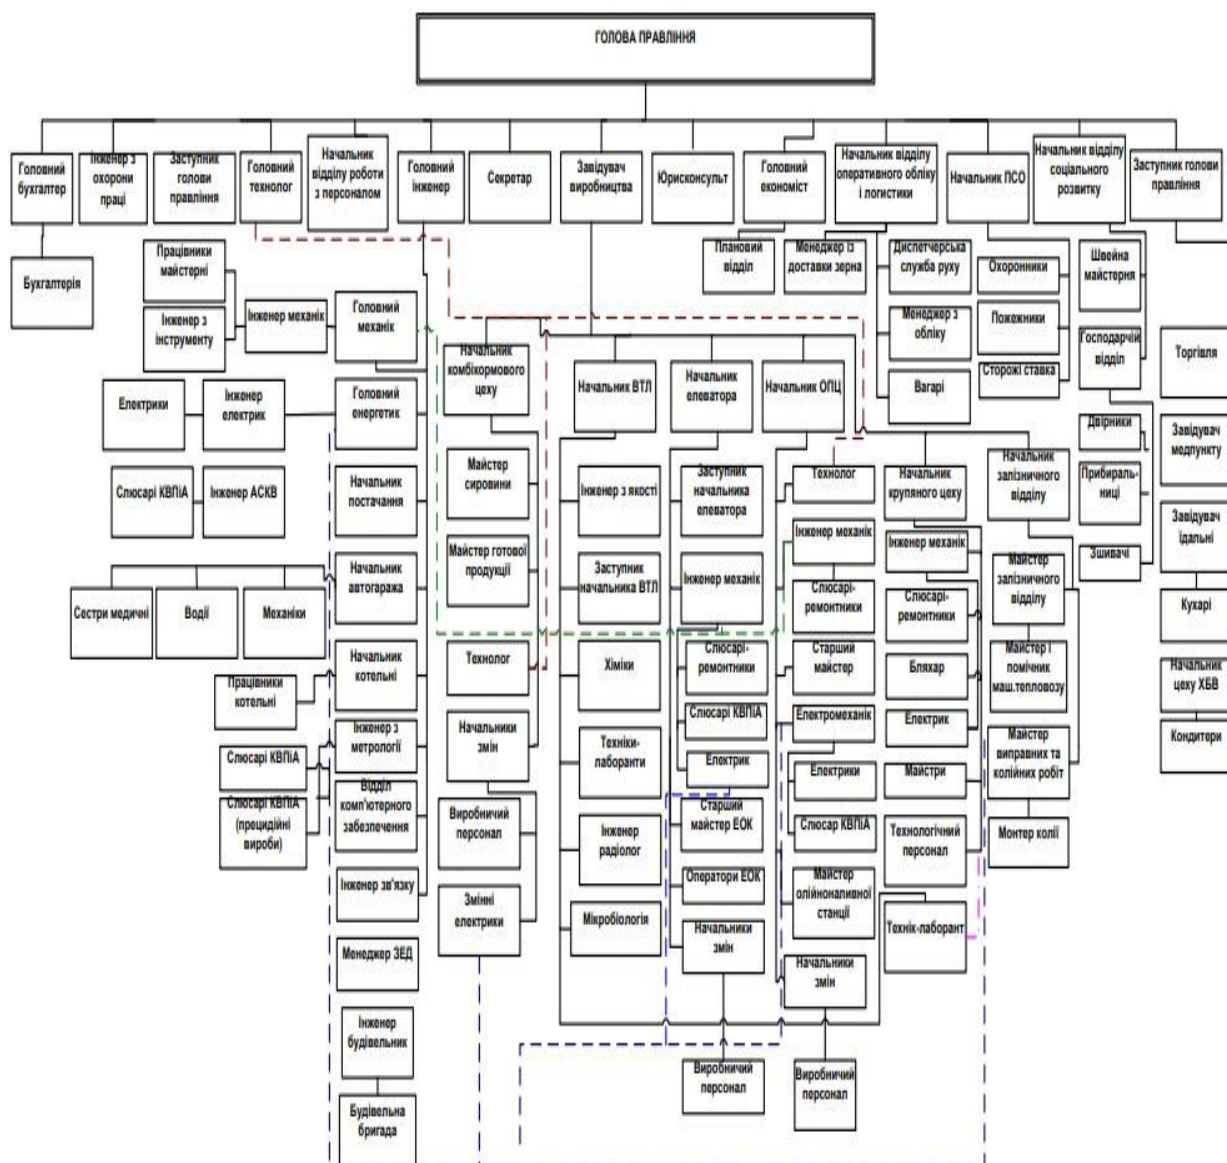 ГОЛОВА ПРАВЛІННЯ
Головний
бухгалтер
Інженер з
охорони
праці
Заступник
голови
правління
Головний
технолог
Начальник
відділу роботи
з персоналом
Головний
інженер
Секретар
Завідувач
виробництва
Юрисконсульт
Головний
економіст
Начальник відділу
оперативного обліку
і логистики
Начальник ПСО
Начальник відділу
соціального
розвитку
Заступник голови
правління
Бухгалтерія
Працівники
майстерні
Інженер з
інструменту
Інженер механік
Головний
механік
Плановий
відділ
Менеджер із
доставки зерна
Диспетчерська
служба руху
Менеджер з
обліку
Вагарі
Охоронники
Пожежники
Сторожі ставка
Швейна
майстерня
Господарчій
відділ
Двірники
Прибираль-
ниці
Зшивачі
Торгівля
Завідувач
медпункту
Завідувач
їдальні
Кухарі
Начальник
цеху ХБВ
Кондитери
Електрики
Інженер
електрик
Головний
енергетик
Слюсарі КВПіА
Інженер АСКВ
Начальник
постачання
Начальник
автогаража
Сестри медичні
Водії
Механіки
Начальник
котельні
Працівники
котельні
Інженер з
метрології
Слюсарі КВПіА
Слюсарі КВПіА
(прецидійні
вироби)
Відділ
комп'ютерного
забезпечення
Інженер зв'язку
Менеджер ЗЕД
Інженер
будівельник
Будівельна
бригада
Начальник
комбікормового
цеху
Майстер
сировини
Майстер готової
продукції
Технолог
Начальники
змін
Виробничий
персонал
Змінні
електрики
Начальник ВТЛ
Інженер з якості
Заступник
начальника ВТЛ
Хіміки
Техніки-
лаборанти
Інженер
радіолог
Мікробіологія
Начальник
елеватора
Заступник
начальника
елеватора
Інженер механік
Слюсарі-
ремонтники
Слюсарі КВПіА
Електрик
Старший
майстер ЕОК
Оператори ЕОК
Начальники
змін
Виробничий
персонал
Начальник ОПЦ
Технолог
Інженер механік
Слюсарі-
ремонтники
Старший
майстер
Електромеханік
Електрики
Слюсар КВПіА
Майстер
олійноналивної
станції
Начальники
змін
Виробничий
персонал
Начальник
крупяного цеху
Інженер механік
Слюсарі-
ремонтники
Бляхар
Електрик
Майстри
Технологічний
персонал
Технік-лаборант
Начальник
залізничного
відділу
Майстер
залізничного
відділу
Майстер і
помічник
маш.тепловозу
Майстер
виправних та
колійних робіт
Монтер колії